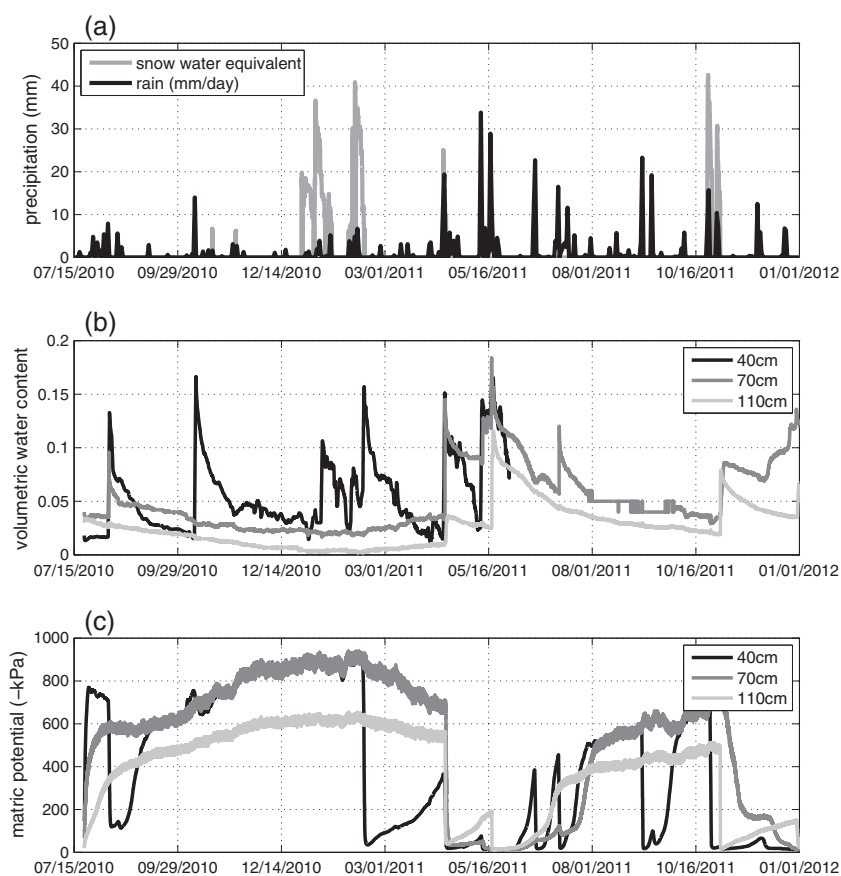 (a)
50
40
30
20
10
0
precipitation (mm)
snow water equivalent
rain (mm/day)
07/15/2010 09/29/2010 12/14/2010 03/01/2011 05/16/2011 08/01/2011 10/16/2011 01/01/2012
(b)
0.2
0.15
0.1
0.05
0
volumetric water content
40cm
70cm
110cm
07/15/2010 09/29/2010 12/14/2010 03/01/2011 05/16/2011 08/01/2011 10/16/2011 01/01/2012
(c)
1000
800
600
400
200
0
matric potential (−kPa)
40cm
70cm
110cm
07/15/2010 09/29/2010 12/14/2010 03/01/2011 05/16/2011 08/01/2011 10/16/2011 01/01/2012